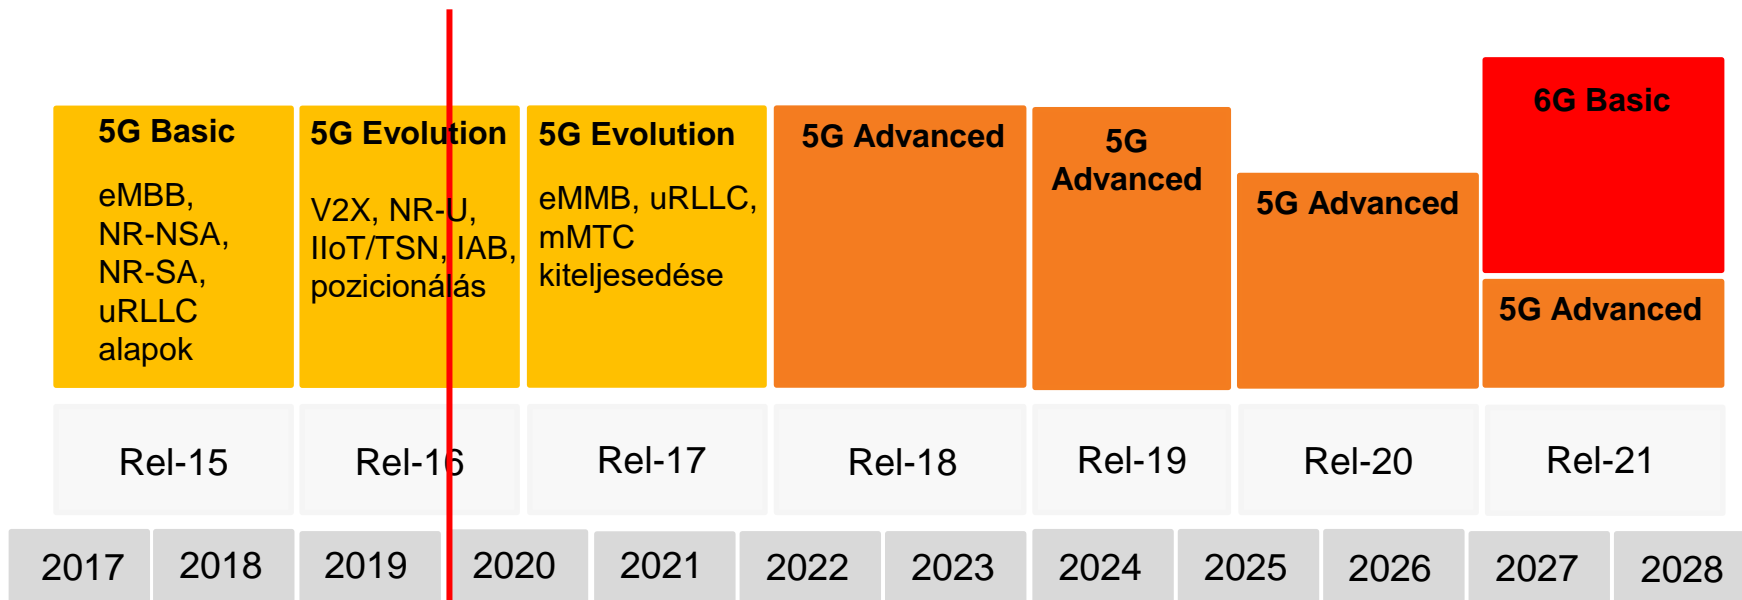 5G Basic
eMBB,
NR-NSA,
NR-SA,
uRLLC
alapok
5G Evolution
V2X, NR-U,
IIoT/TSN, IAB,
pozicionálás
5G Evolution
eMMB, uRLLC,
mMTC
kiteljesedése
5G Advanced
5G
Advanced
5G Advanced
6G Basic
5G Advanced
Rel-15
Rel-16
Rel-17
Rel-18
Rel-19
Rel-20
Rel-21
2017
2018
2019
2020
2021
2022
2023
2024
2025
2026
2027
2028